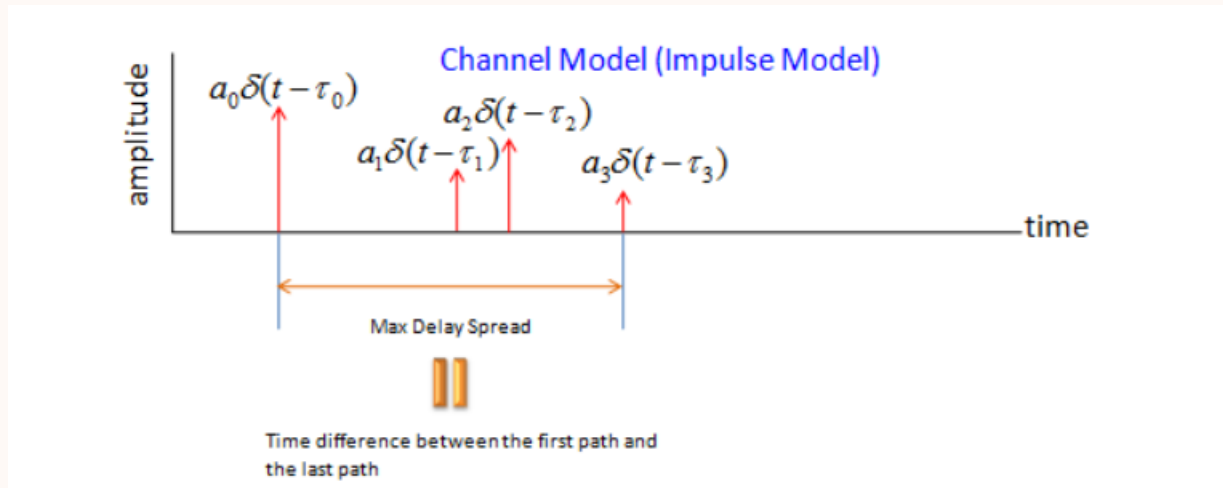 Channel Model (Impulse Model)
amplitude
a₀δ(t − τ₀)
a₁δ(t − τ₁)
a₂δ(t − τ₂)
a₃δ(t − τ₃)
time
Max Delay Spread
Time difference between the first path and
the last path